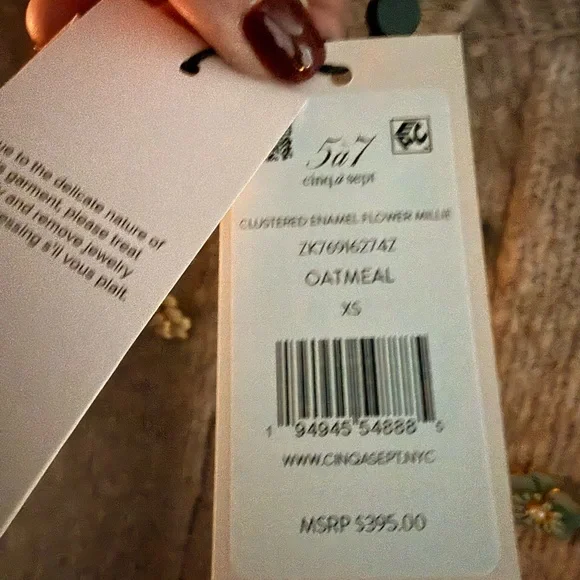 ue to the delicate nature of
garment, please treat
and remove jewelry
essing s'il vous plait.
5à7
cinq à sept
CLUSTERED ENAMEL FLOWER MILLIE
ZK76916274Z
OATMEAL
XS
1 94945 54888 5
WWW.CINQASEPT.NYC
MSRP $395.00